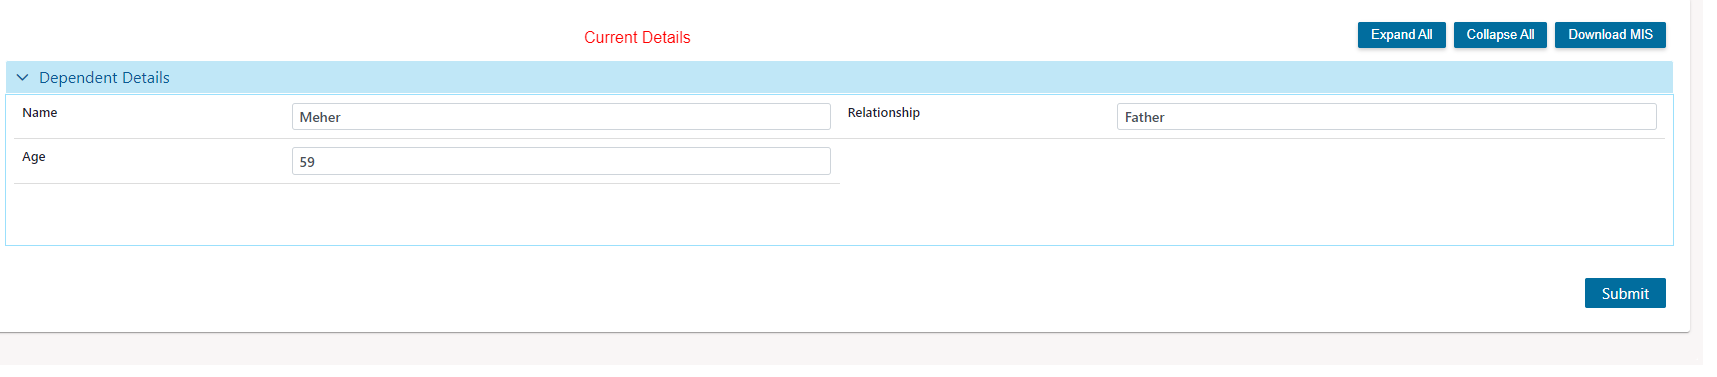 Current Details
Expand All
Collapse All
Download MIS
Dependent Details
Name
Meher
Relationship
Father
Age
59
Submit